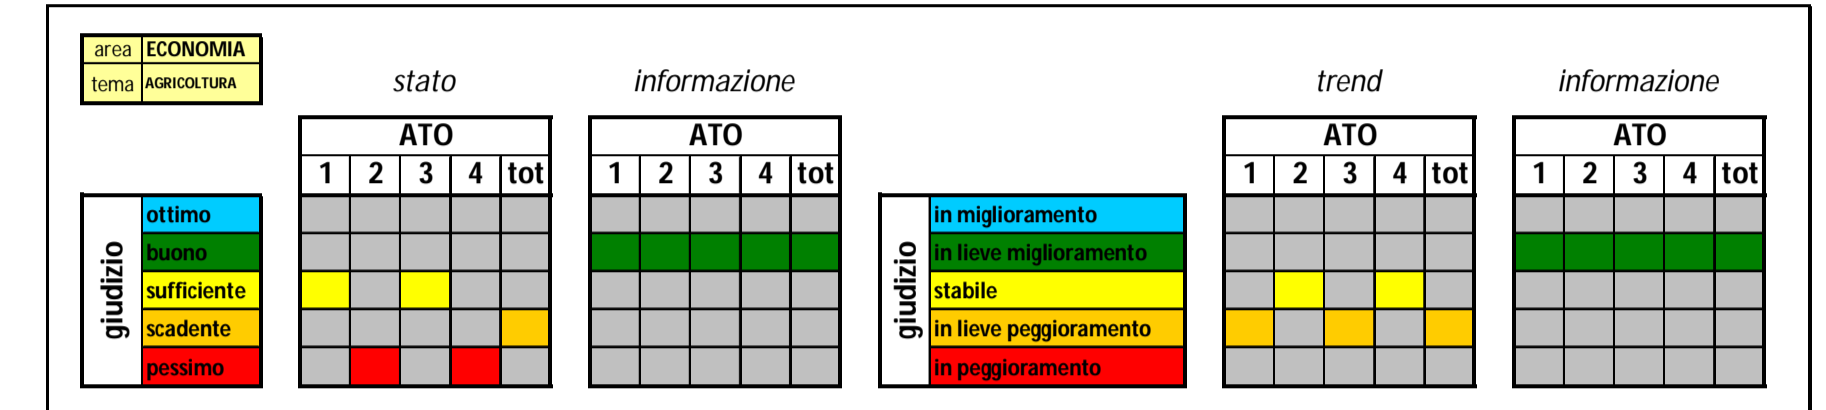 area ECONOMIA
tema AGRICOLTURA
stato informazione trend informazione
ATO ATO ATO ATO
1 2 3 4 tot 1 2 3 4 tot 1 2 3 4 tot 1 2 3 4 tot
giudizio
ottimo
buono
sufficiente
scadente
pessimo
giudizio
in miglioramento
in lieve miglioramento
stabile
in lieve peggioramento
in peggioramento